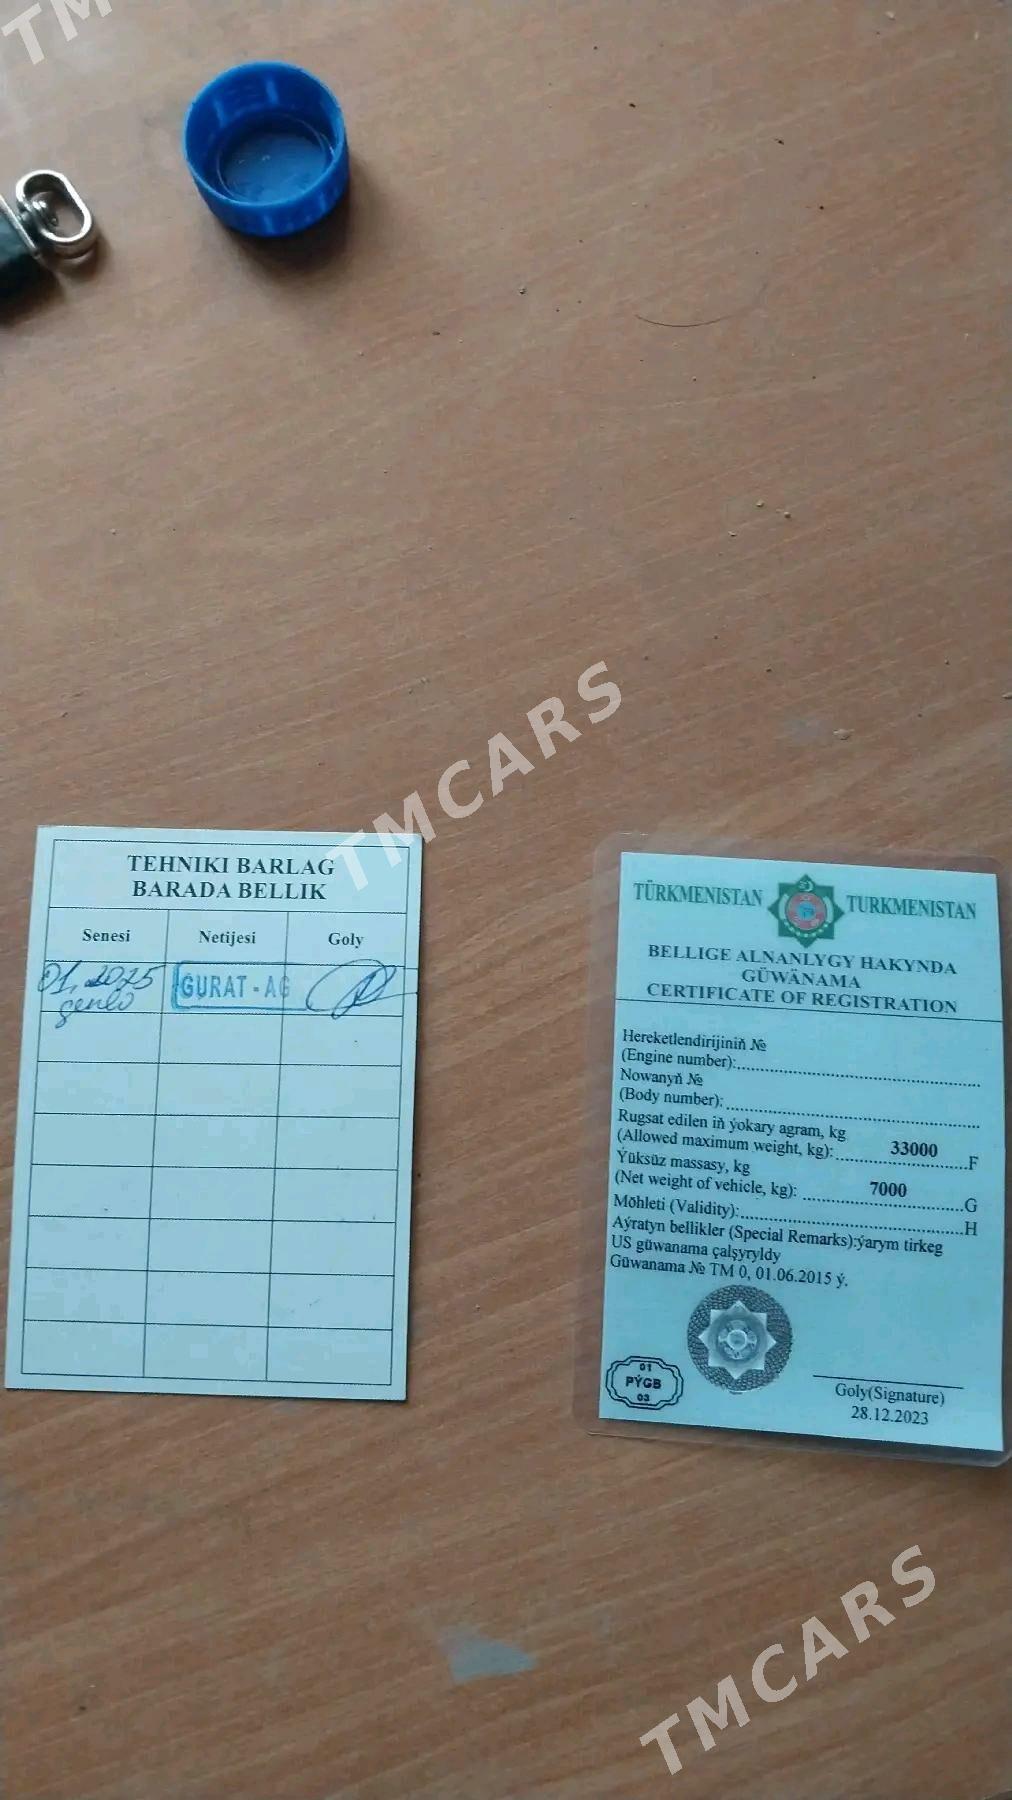 TM
TMCARS
TEHNIKI BARLAG
BARADA BELLIK
Senesi Netijesi Goly
01.2025 GURAT - AG
TÜRKMENISTAN TURKMENISTAN
BELLIGE ALNANLYGY HAKYNDA
GÜWÄNAMA
CERTIFICATE OF REGISTRATION
Hereketlendirijiniň №
(Engine number):
Nowanyň №
(Body number):
Rugsat edilen iň ýokary agram, kg
(Allowed maximum weight, kg): 33000 F
Ýüksüz massasy, kg
(Net weight of vehicle, kg): 7000 G
Möhleti (Validity): H
Aýratyn bellikler (Special Remarks):ýarym tirkeg
US güwanama çalşyryldy
Güwanama № TM 0, 01.06.2015 ý.
01
PÝGB
03
Goly(Signature)
28.12.2023
TMCARS